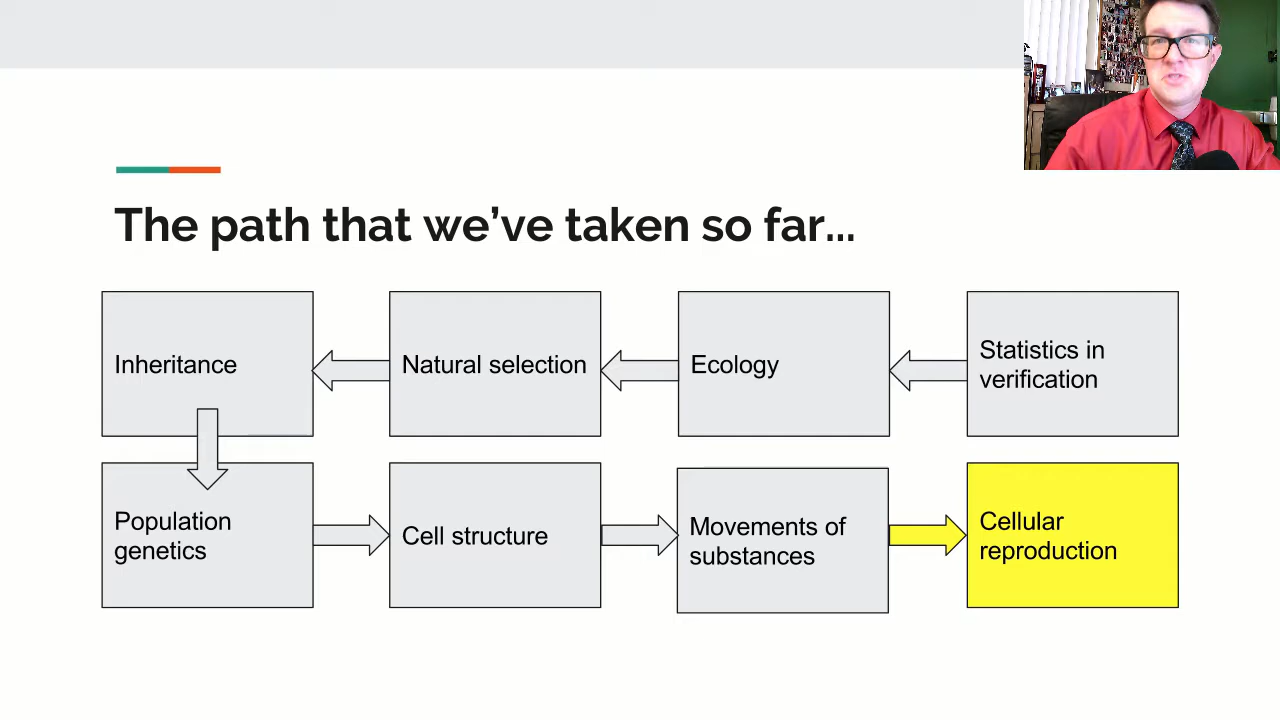 The path that we've taken so far...
Inheritance
Natural selection
Ecology
Statistics in
verification
Population
genetics
Cell structure
Movements of
substances
Cellular
reproduction